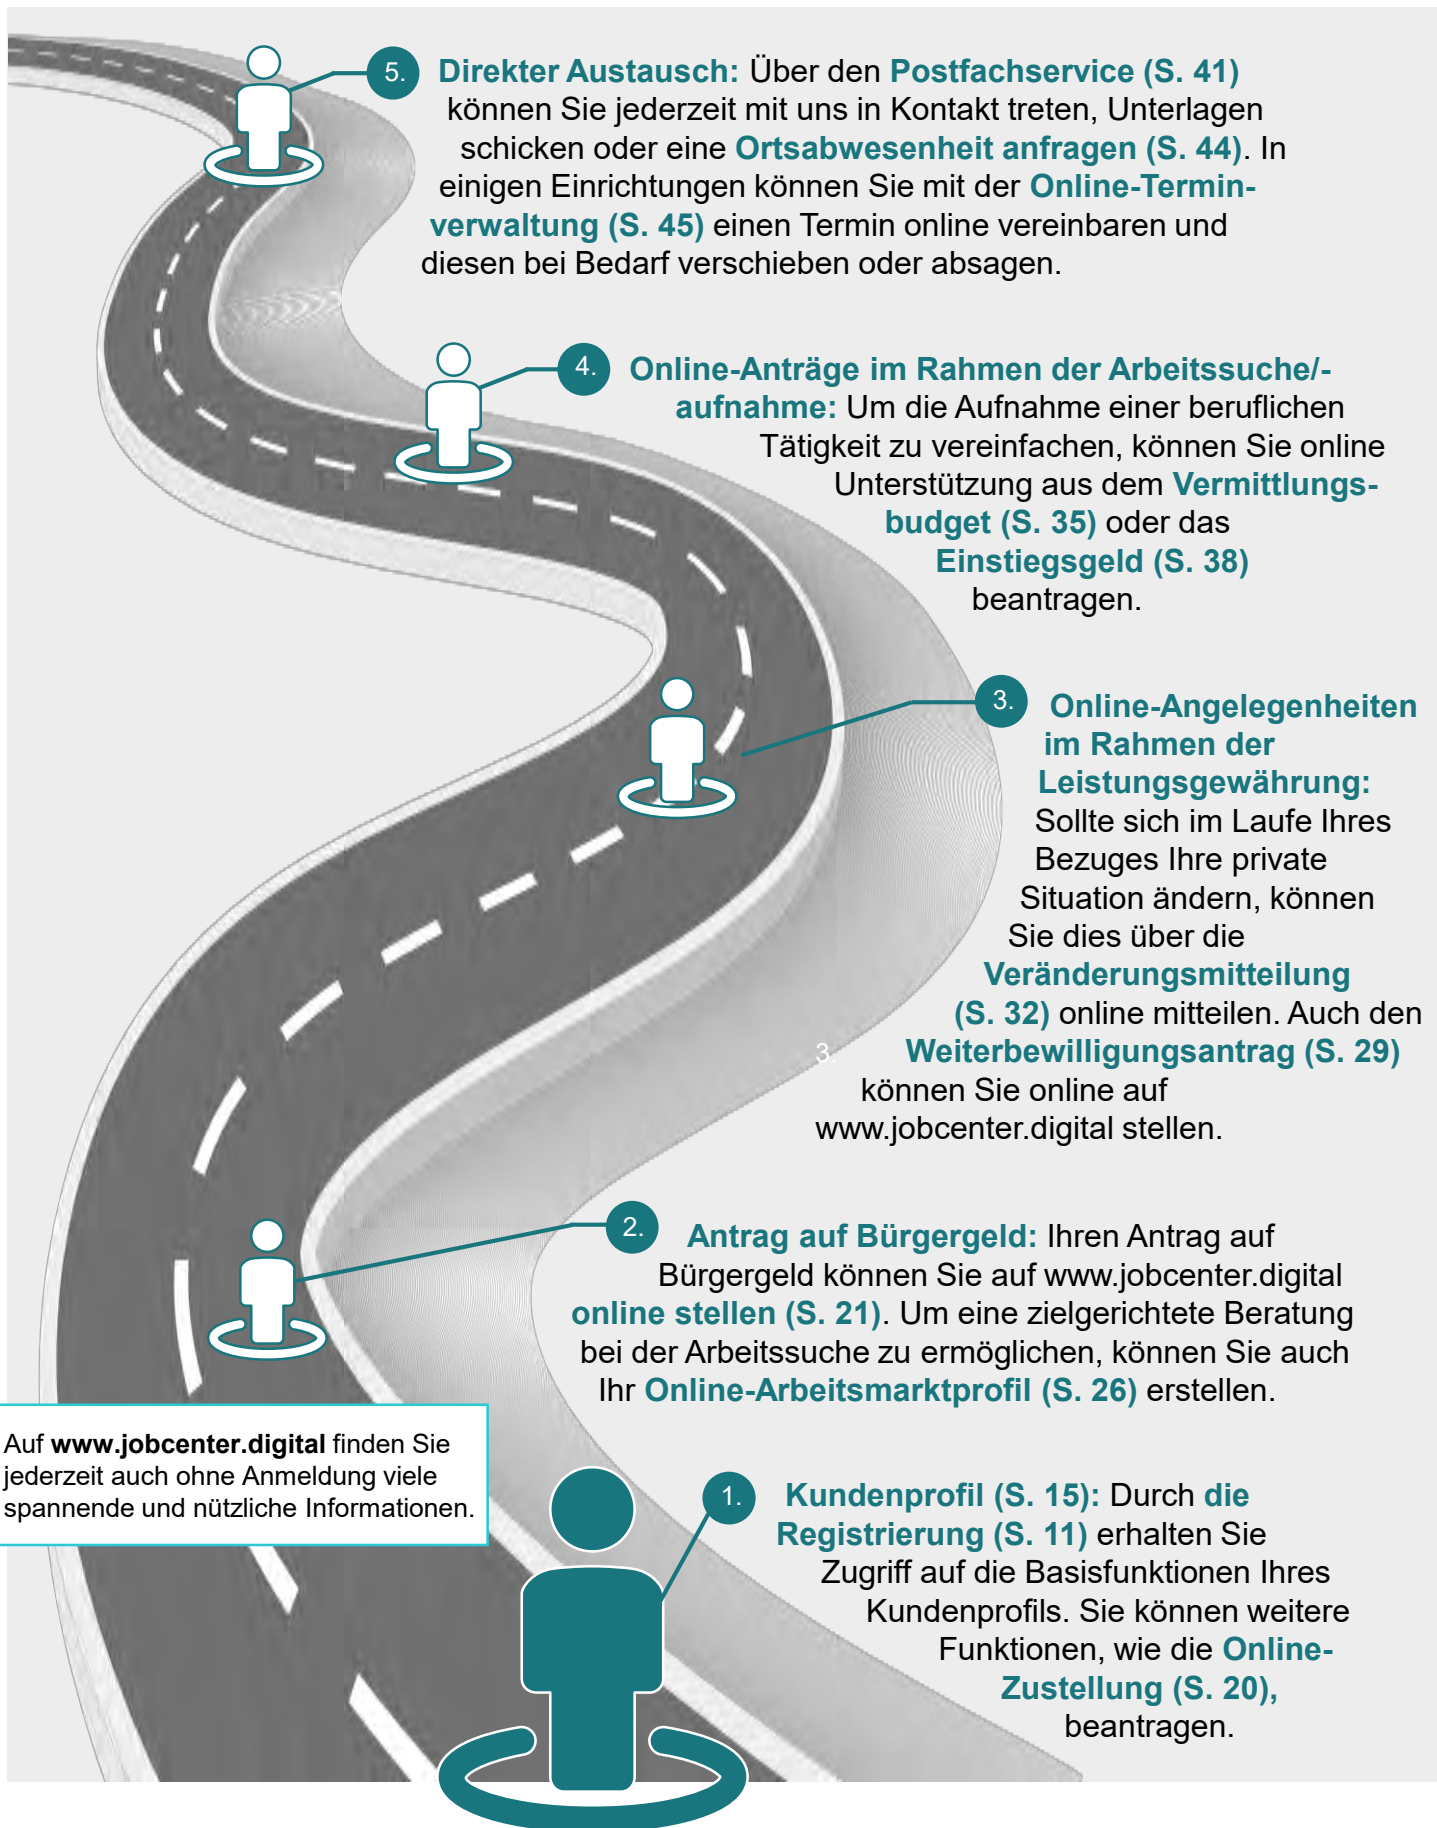 5. Direkter Austausch: Über den Postfachservice (S. 41)
können Sie jederzeit mit uns in Kontakt treten, Unterlagen
schicken oder eine Ortsabwesenheit anfragen (S. 44). In
einigen Einrichtungen können Sie mit der Online-Termin-
verwaltung (S. 45) einen Termin online vereinbaren und
diesen bei Bedarf verschieben oder absagen.
4. Online-Anträge im Rahmen der Arbeitssuche/-
aufnahme: Um die Aufnahme einer beruflichen
Tätigkeit zu vereinfachen, können Sie online
Unterstützung aus dem Vermittlungs-
budget (S. 35) oder das
Einstiegsgeld (S. 38)
beantragen.
3. Online-Angelegenheiten
im Rahmen der
Leistungsgewährung:
Sollte sich im Laufe Ihres
Bezuges Ihre private
Situation ändern, können
Sie dies über die
Veränderungsmitteilung
(S. 32) online mitteilen. Auch den
3. Weiterbewilligungsantrag (S. 29)
können Sie online auf
www.jobcenter.digital stellen.
2. Antrag auf Bürgergeld: Ihren Antrag auf
Bürgergeld können Sie auf www.jobcenter.digital
online stellen (S. 21). Um eine zielgerichtete Beratung
bei der Arbeitssuche zu ermöglichen, können Sie auch
Ihr Online-Arbeitsmarktprofil (S. 26) erstellen.
Auf www.jobcenter.digital finden Sie
jederzeit auch ohne Anmeldung viele
spannende und nützliche Informationen.
1. Kundenprofil (S. 15): Durch die
Registrierung (S. 11) erhalten Sie
Zugriff auf die Basisfunktionen Ihres
Kundenprofils. Sie können weitere
Funktionen, wie die Online-
Zustellung (S. 20),
beantragen.